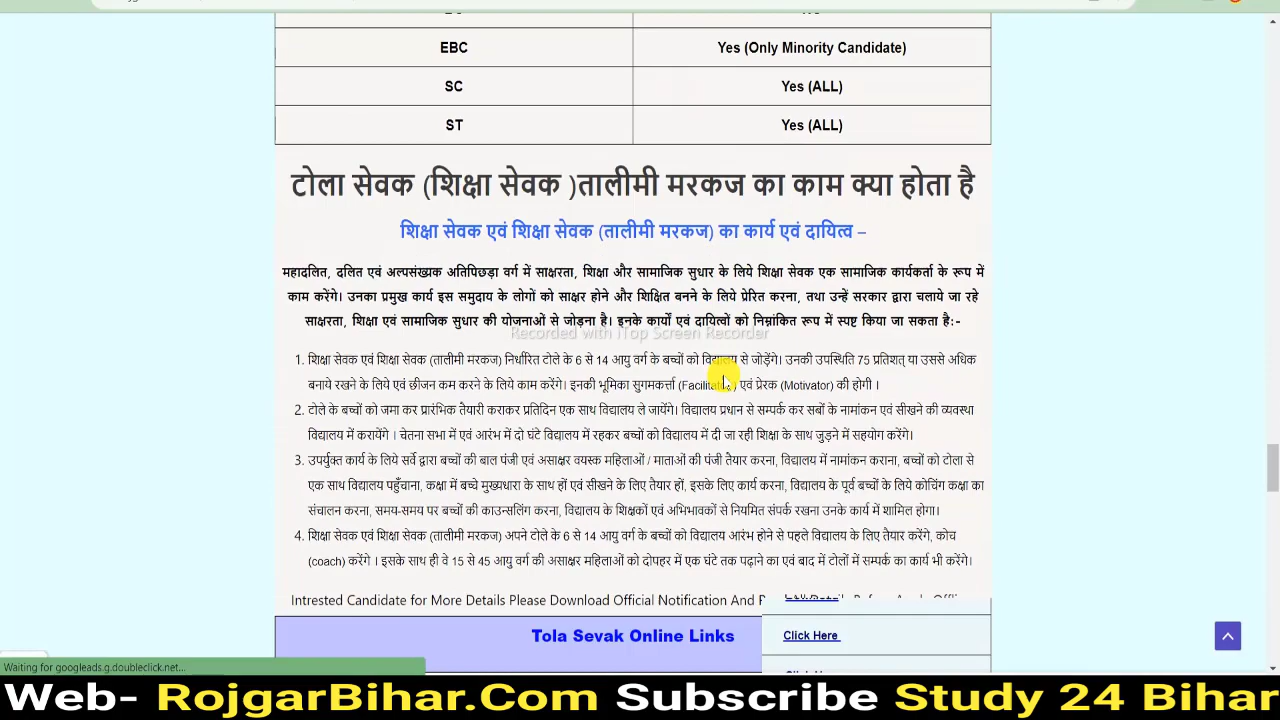 EBC Yes (Only Minority Candidate)
SC Yes (ALL)
ST Yes (ALL)
टोला सेवक (शिक्षा सेवक )तालीमी मरकज का काम क्या होता है
शिक्षा सेवक एवं शिक्षा सेवक (तालीमी मरकज) का कार्य एवं दायित्व –
महादलित, दलित एवं अल्पसंख्यक अतिपिछड़ा वर्ग में साक्षरता, शिक्षा और सामाजिक सुधार के लिये शिक्षा सेवक एक सामाजिक कार्यकर्ता के रूप में
काम करेंगे। उनका प्रमुख कार्य इस समुदाय के लोगों को साक्षर होने और शिक्षित बनने के लिये प्रेरित करना, तथा उन्हें सरकार द्वारा चलाये जा रहे
साक्षरता, शिक्षा एवं सामाजिक सुधार की योजनाओं से जोड़ना है। इनके कार्यों एवं दायित्वों को निम्नांकित रूप में स्पष्ट किया जा सकता है:-
Recorded with iTop Screen Recorder
1. शिक्षा सेवक एवं शिक्षा सेवक (तालीमी मरकज) निर्धारित टोले के 6 से 14 आयु वर्ग के बच्चों को विद्यालय से जोड़ेंगे। उनकी उपस्थिति 75 प्रतिशत् या उससे अधिक
बनाये रखने के लिये एवं छीजन कम करने के लिये काम करेंगे। इनकी भूमिका सुगमकर्त्ता (Facilitator) एवं प्रेरक (Motivator) की होगी ।
2. टोले के बच्चों को जमा कर प्रारंभिक तैयारी कराकर प्रतिदिन एक साथ विद्यालय ले जायेंगे। विद्यालय प्रधान से सम्पर्क कर सबों के नामांकन एवं सीखने की व्यवस्था
विद्यालय में करायेंगे । चेतना सभा में एवं आरंभ में दो घंटे विद्यालय में रहकर बच्चों को विद्यालय में दी जा रही शिक्षा के साथ जुड़ने में सहयोग करेंगे।
3. उपर्युक्त कार्य के लिये सर्वे द्वारा बच्चों की बाल पंजी एवं असाक्षर वयस्क महिलाओं / माताओं की पंजी तैयार करना, विद्यालय में नामांकन कराना, बच्चों को टोला से
एक साथ विद्यालय पहुँचाना, कक्षा में बच्चे मुख्यधारा के साथ हों एवं सीखने के लिए तैयार हों, इसके लिए कार्य करना, विद्यालय के पूर्व बच्चों के लिये कोचिंग कक्षा का
संचालन करना, समय-समय पर बच्चों की काउन्सलिंग करना, विद्यालय के शिक्षकों एवं अभिभावकों से नियमित संपर्क रखना उनके कार्य में शामिल होगा।
4. शिक्षा सेवक एवं शिक्षा सेवक (तालीमी मरकज) अपने टोले के 6 से 14 आयु वर्ग के बच्चों को विद्यालय आरंभ होने से पहले विद्यालय के लिए तैयार करेंगे, कोच
(coach) करेंगे । इसके साथ ही वे 15 से 45 आयु वर्ग की असाक्षर महिलाओं को दोपहर में एक घंटे तक पढ़ाने का एवं बाद में टोलों में सम्पर्क का कार्य भी करेंगे।
Intrested Candidate for More Details Please Download Official Notification And
Tola Sevak Online Links
Click Here
Waiting for googleads.g.doubleclick.net...
Web- RojgarBihar.Com Subscribe Study 24 Bihar